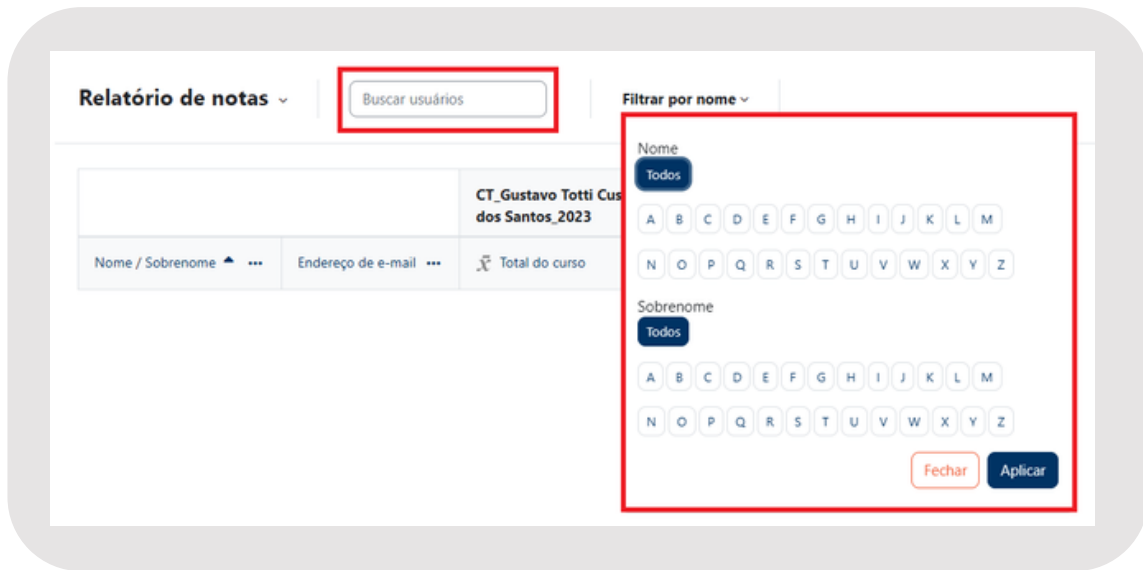 Relatório de notas
Buscar usuários
Filtrar por nome
Nome
Todos
A B C D E F G H I J K L M
N O P Q R S T U V W X Y Z
Sobrenome
Todos
A B C D E F G H I J K L M
N O P Q R S T U V W X Y Z
Fechar Aplicar
CT_Gustavo Totti Cus
dos Santos_2023
Nome / Sobrenome ... Endereço de e-mail ... x̄ Total do curso